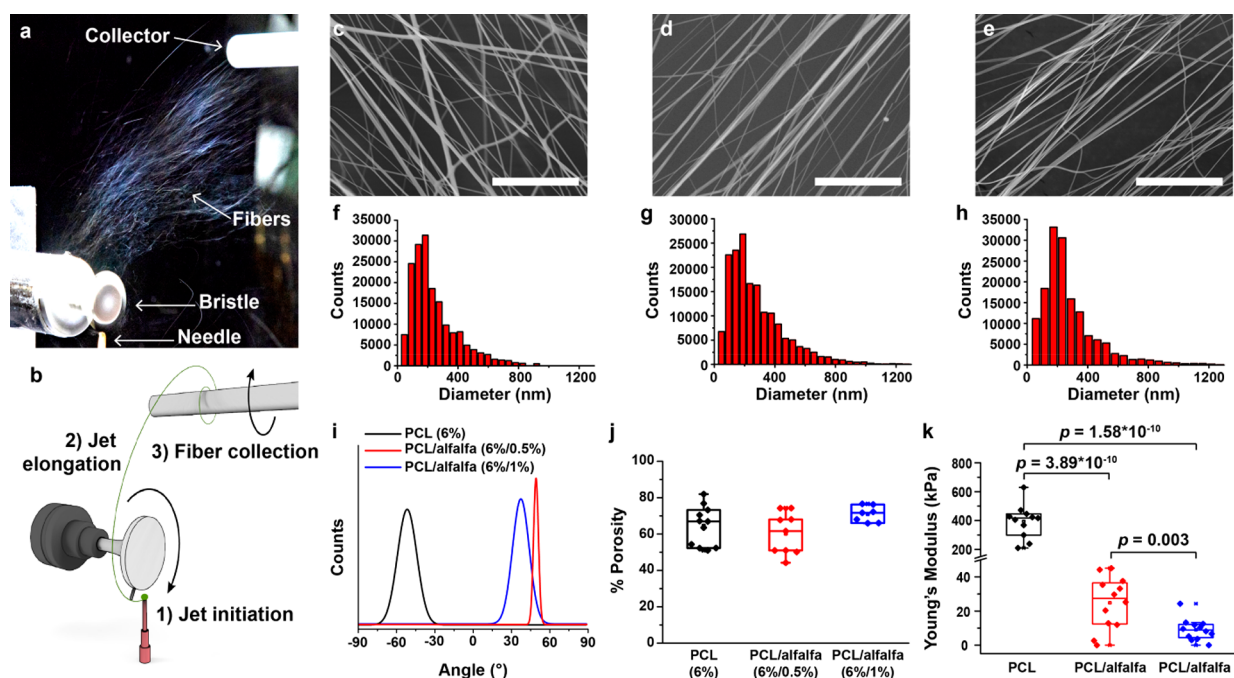 a
Collector
Fibers
Bristle
Needle
b
2) Jet
elongation
3) Fiber collection
1) Jet initiation
c
d
e
f
35000
30000
25000
20000
15000
10000
5000
0
Counts
0 400 800 1200
Diameter (nm)
g
30000
25000
20000
15000
10000
5000
0
Counts
0 400 800 1200
Diameter (nm)
h
35000
30000
25000
20000
15000
10000
5000
0
Counts
0 400 800 1200
Diameter (nm)
i
PCL (6%)
PCL/alfalfa (6%/0.5%)
PCL/alfalfa (6%/1%)
Counts
-90 -60 -30 0 30 60 90
Angle (°)
j
100
80
60
40
20
0
% Porosity
PCL
(6%)
PCL/alfalfa
(6%/0.5%)
PCL/alfalfa
(6%/1%)
k
p = 1.58*10-10
p = 3.89*10-10
p = 0.003
800
600
400
200
40
20
0
Young's Modulus (kPa)
PCL PCL/alfalfa PCL/alfalfa